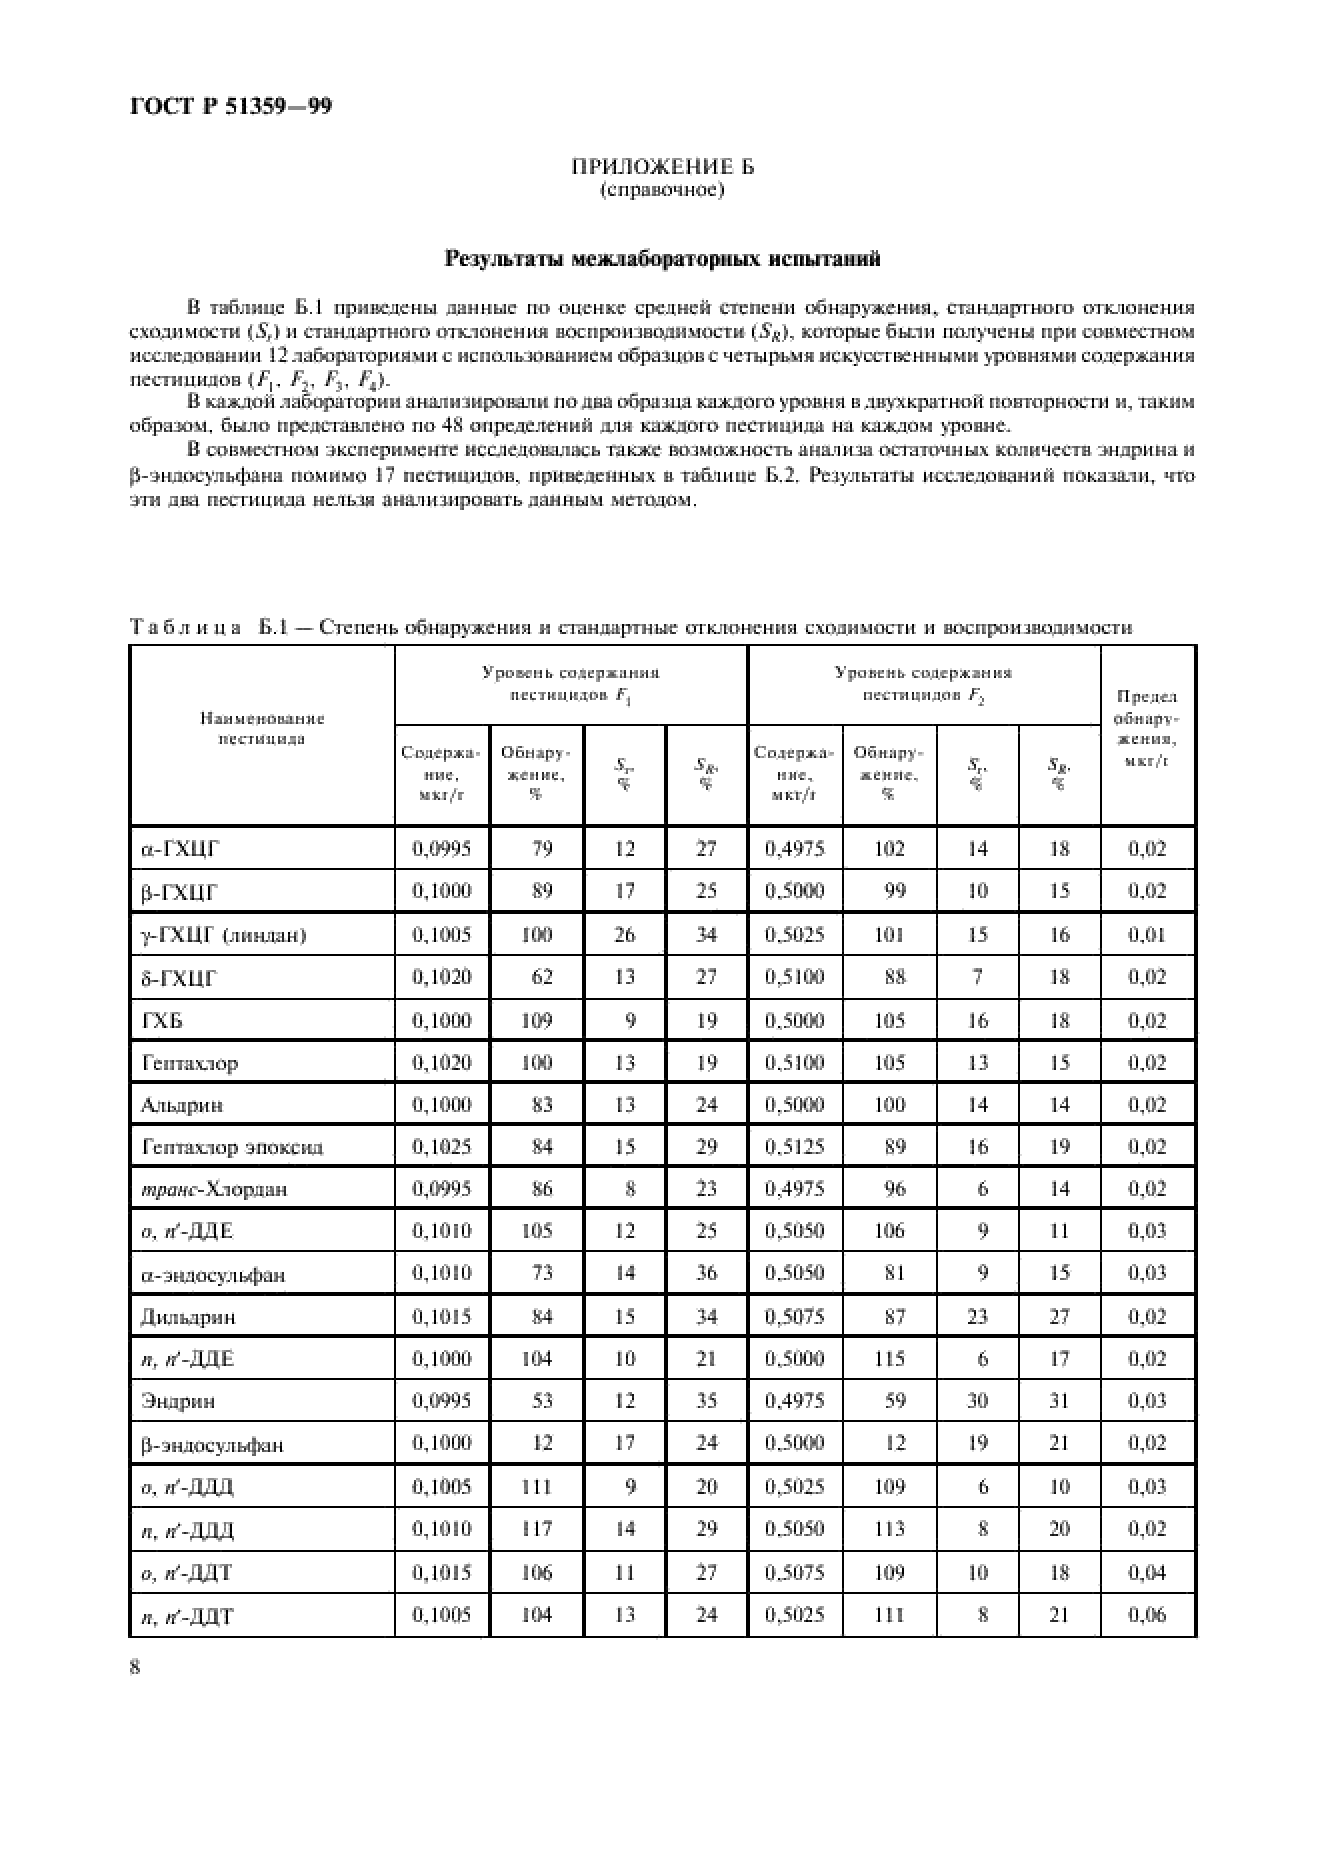 ГОСТ Р 51359—99
ПРИЛОЖЕНИЕ Б
(справочное)
Результаты межлабораторных испытаний
В таблице Б.1 приведены данные по оценке средней степени обнаружения, стандартного отклонения
сходимости (Sr) и стандартного отклонения воспроизводимости (SR), которые были получены при совместном
исследовании 12 лабораториями с использованием образцов с четырьмя искусственными уровнями содержания
пестицидов (F1, F2, F3, F4).
В каждой лаборатории анализировали по два образца каждого уровня в двухкратной повторности и, таким
образом, было представлено по 48 определений для каждого пестицида на каждом уровне.
В совместном эксперименте исследовалась также возможность анализа остаточных количеств эндрина и
β-эндосульфана помимо 17 пестицидов, приведенных в таблице Б.2. Результаты исследований показали, что
эти два пестицида нельзя анализировать данным методом.
Таблица Б.1 — Степень обнаружения и стандартные отклонения сходимости и воспроизводимости
Наименование
пестицида
Уровень содержания
пестицидов F1
Уровень содержания
пестицидов F2
Предел
обнару-
жения,
мкг/г
Содержа-
ние,
мкг/г
Обнару-
жение,
%
Sr,
%
SR,
%
Содержа-
ние,
мкг/г
Обнару-
жение,
%
Sr,
%
SR,
%
α-ГХЦГ 0,0995 79 12 27 0,4975 102 14 18 0,02
β-ГХЦГ 0,1000 89 17 25 0,5000 99 10 15 0,02
γ-ГХЦГ (линдан) 0,1005 100 26 34 0,5025 101 15 16 0,01
δ-ГХЦГ 0,1020 62 13 27 0,5100 88 7 18 0,02
ГХБ 0,1000 109 9 19 0,5000 105 16 18 0,02
Гептахлор 0,1020 100 13 19 0,5100 105 13 15 0,02
Альдрин 0,1000 83 13 24 0,5000 100 14 14 0,02
Гептахлор эпоксид 0,1025 84 15 29 0,5125 89 16 19 0,02
транс-Хлордан 0,0995 86 8 23 0,4975 96 6 14 0,02
о, п′-ДДЕ 0,1010 105 12 25 0,5050 106 9 11 0,03
α-эндосульфан 0,1010 73 14 36 0,5050 81 9 15 0,03
Дильдрин 0,1015 84 15 34 0,5075 87 23 27 0,02
п, п′-ДДЕ 0,1000 104 10 21 0,5000 115 6 17 0,02
Эндрин 0,0995 53 12 35 0,4975 59 30 31 0,03
β-эндосульфан 0,1000 12 17 24 0,5000 12 19 21 0,02
о, п′-ДДД 0,1005 111 9 20 0,5025 109 6 10 0,03
п, п′-ДДД 0,1010 117 14 29 0,5050 113 8 20 0,02
о, п′-ДДТ 0,1015 106 11 27 0,5075 109 10 18 0,04
п, п′-ДДТ 0,1005 104 13 24 0,5025 111 8 21 0,06
8